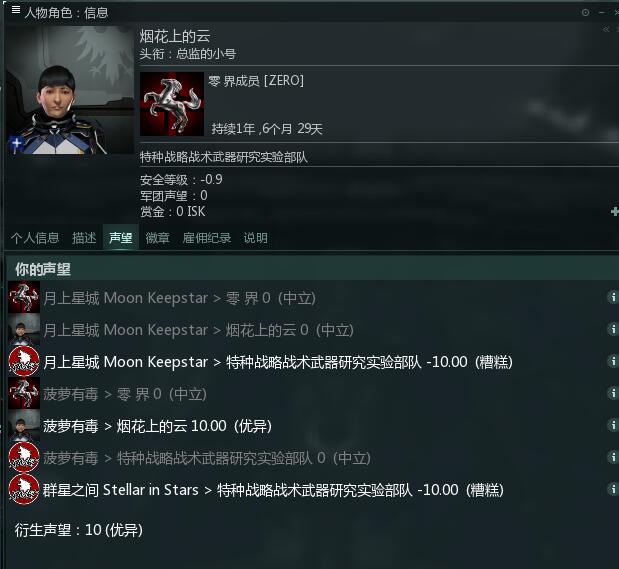 人物角色：信息
烟花上的云
头衔：总监的小号
零 界成员 [ZERO]
持续1年 ,6个月 29天
特种战略战术武器研究实验部队
安全等级：-0.9
军团声望：0
赏金：0 ISK
个人信息 描述 声望 徽章 雇佣纪录 说明
你的声望
月上星城 Moon Keepstar > 零 界 0 (中立)
月上星城 Moon Keepstar > 烟花上的云 0 (中立)
月上星城 Moon Keepstar > 特种战略战术武器研究实验部队 -10.00 (糟糕)
菠萝有毒 > 零 界 0 (中立)
菠萝有毒 > 烟花上的云 10.00 (优异)
菠萝有毒 > 特种战略战术武器研究实验部队 0 (中立)
群星之间 Stellar in Stars > 特种战略战术武器研究实验部队 -10.00 (糟糕)
衍生声望：10 (优异)